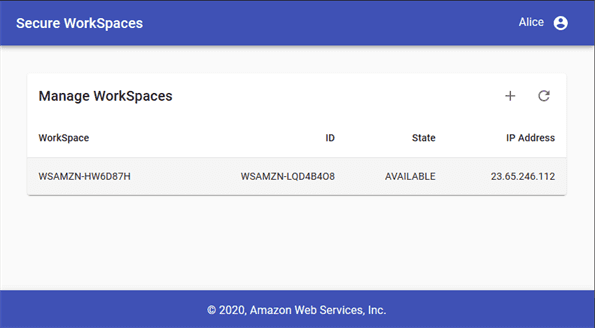 Secure WorkSpaces Alice
Manage WorkSpaces
WorkSpace ID State IP Address
WSAMZN-HW6D87H WSAMZN-LQD4B4O8 AVAILABLE 23.65.246.112
© 2020, Amazon Web Services, Inc.